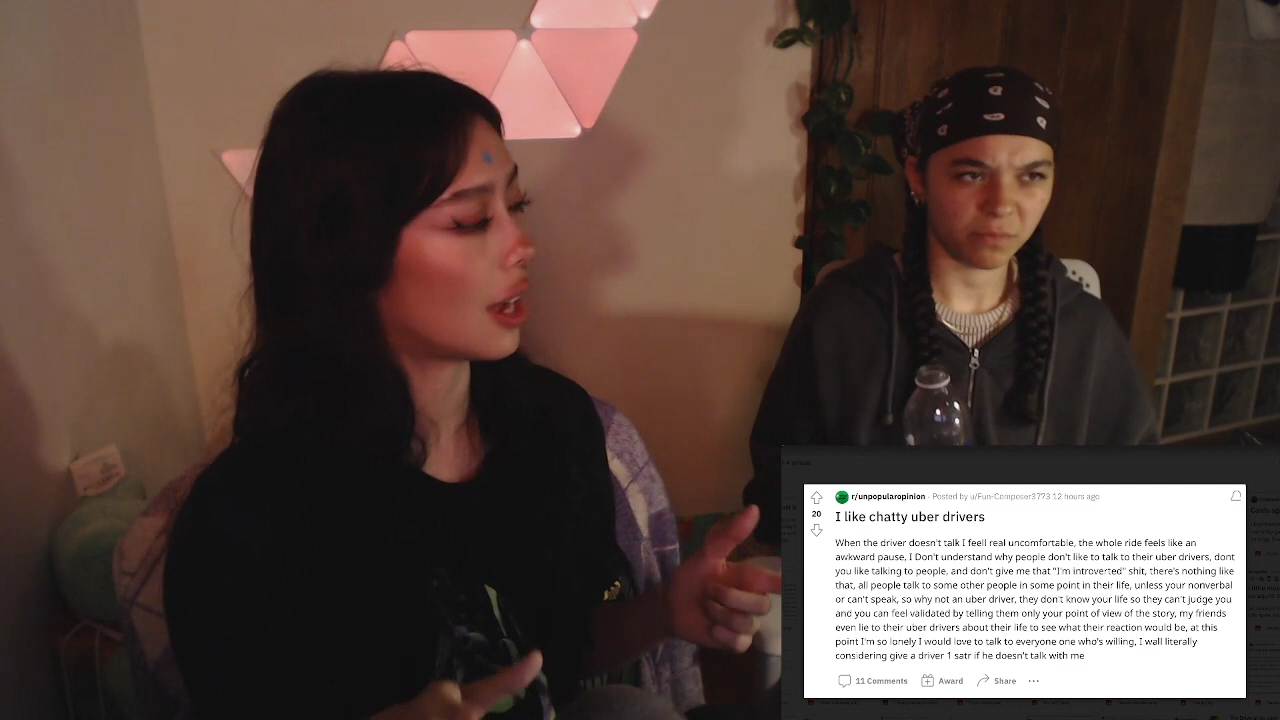 r/unpopularopinion · Posted by u/Fun-Composer3773 12 hours ago
20
I like chatty uber drivers
When the driver doesn't talk I feell real uncomfortable, the whole ride feels like an
awkward pause, I Don't understand why people don't like to talk to their uber drivers, dont
you like talking to people, and don't give me that "I'm introverted" shit, there's nothing like
that, all people talk to some other people in some point in their life, unless your nonverbal
or can't speak, so why not an uber driver, they don't know your life so they can't judge you
and you can feel validated by telling them only your point of view of the story, my friends
even lie to their uber drivers about their life to see what their reaction would be, at this
point I'm so lonely I would love to talk to everyone one who's willing, I wall literally
considering give a driver 1 satr if he doesn't talk with me
11 Comments Award Share ...